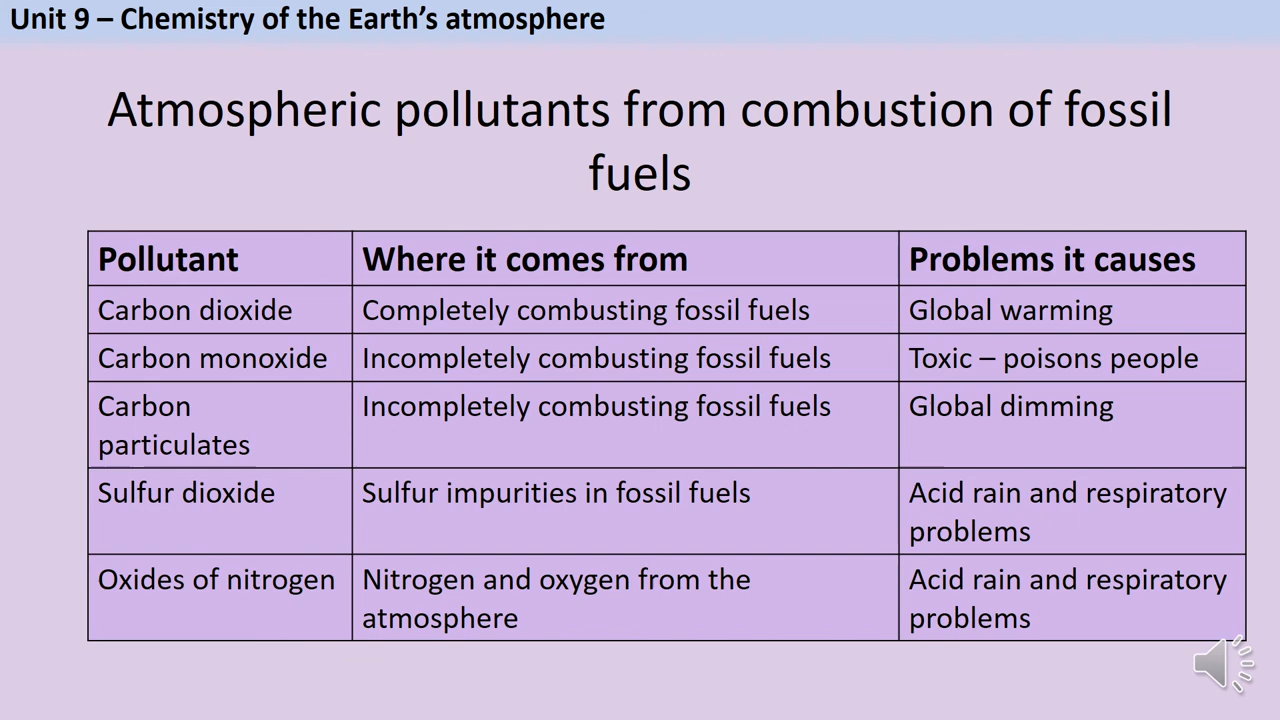 Unit 9 – Chemistry of the Earth’s atmosphere
Atmospheric pollutants from combustion of fossil
fuels
Pollutant Where it comes from Problems it causes
Carbon dioxide Completely combusting fossil fuels Global warming
Carbon monoxide Incompletely combusting fossil fuels Toxic – poisons people
Carbon Incompletely combusting fossil fuels Global dimming
particulates
Sulfur dioxide Sulfur impurities in fossil fuels Acid rain and respiratory
problems
Oxides of nitrogen Nitrogen and oxygen from the Acid rain and respiratory
atmosphere problems